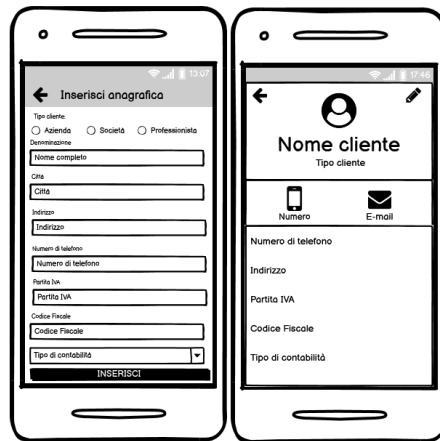 13:07
Inserisci anagrafica
Tipo cliente:
Azienda Società Professionista
Denominazione
Nome completo
Città
Città
Indirizzo
Indirizzo
Numero di telefono
Numero di telefono
Partita IVA
Partita IVA
Codice Fiscale
Codice Fiscale
Tipo di contabilità
INSERISCI
17:46
Nome cliente
Tipo cliente
Numero E-mail
Numero di telefono
Indirizzo
Partita IVA
Codice Fiscale
Tipo di contabilità